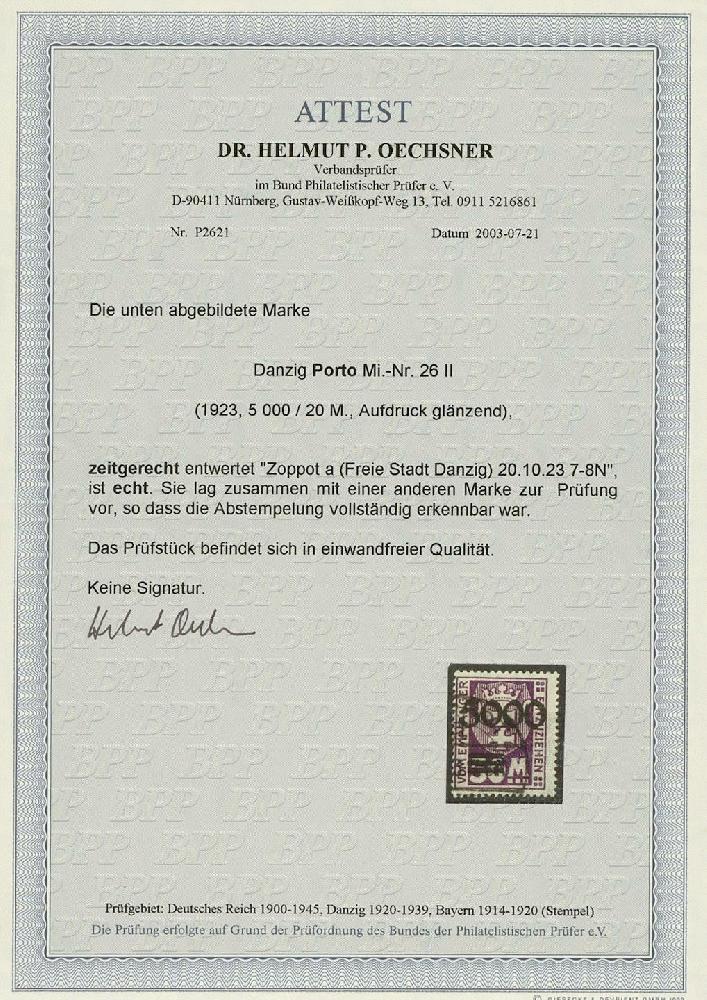 ATTEST
DR. HELMUT P. OECHSNER
Verbandsprüfer
im Bund Philatelistischer Prüfer e. V.
D-90411 Nürnberg, Gustav-Weißkopf-Weg 13, Tel. 0911 5216861
Nr. P2621 Datum 2003-07-21
Die unten abgebildete Marke
Danzig Porto Mi.-Nr. 26 II
(1923, 5 000 / 20 M., Aufdruck glänzend),
zeitgerecht entwertet "Zoppot a (Freie Stadt Danzig) 20.10.23 7-8N",
ist echt. Sie lag zusammen mit einer anderen Marke zur Prüfung
vor, so dass die Abstempelung vollständig erkennbar war.
Das Prüfstück befindet sich in einwandfreier Qualität.
Keine Signatur.
5000
VOM EMPFÄNGER
EINZUZIEHEN
M
Prüfgebiet: Deutsches Reich 1900-1945, Danzig 1920-1939, Bayern 1914-1920 (Stempel)
Die Prüfung erfolgte auf Grund der Prüfordnung des Bundes der Philatelistischen Prüfer e.V.